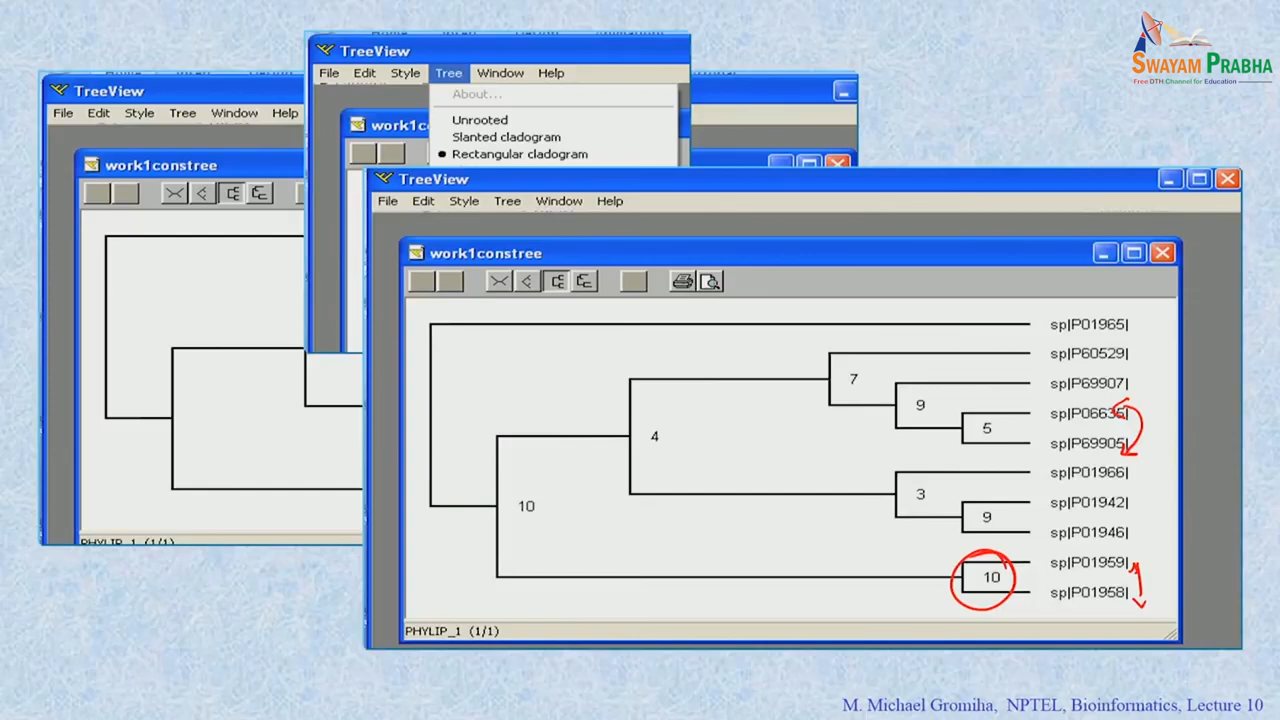 SWAYAM PRABHA
Free DTH Channel for Education
TreeView
File Edit Style Tree Window Help
work1constree
PHYLIP_1 (1/1)
TreeView
File Edit Style Tree Window Help
About...
Unrooted
Slanted cladogram
Rectangular cladogram
work1c
TreeView
File Edit Style Tree Window Help
work1constree
sp|P01965|
sp|P60529|
7
sp|P69907|
9
sp|P06635|
5
4
sp|P69905|
sp|P01966|
3
sp|P01942|
10
9
sp|P01946|
sp|P01959|
10
sp|P01958|
PHYLIP_1 (1/1)
M. Michael Gromiha, NPTEL, Bioinformatics, Lecture 10